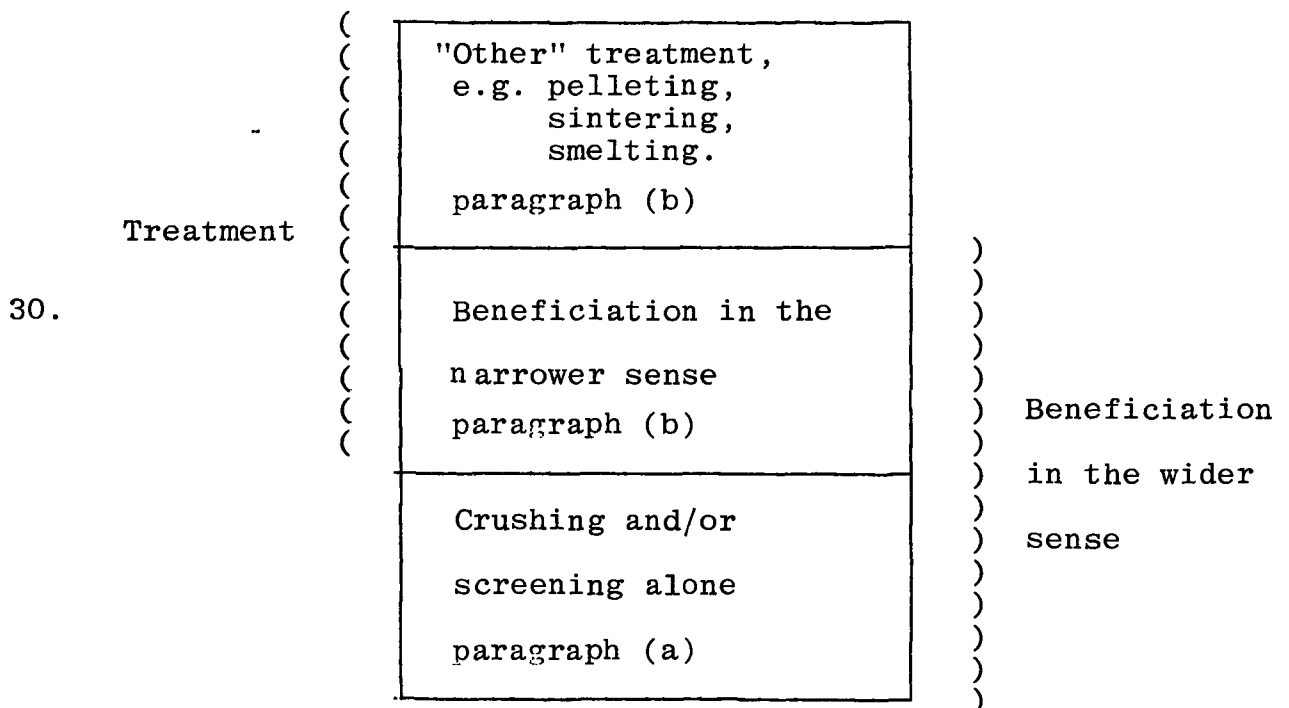 "Other" treatment,
e.g. pelleting,
sintering,
smelting.
paragraph (b)
Treatment
30.
Beneficiation in the
narrower sense
paragraph (b)
Beneficiation
in the wider
sense
Crushing and/or
screening alone
paragraph (a)